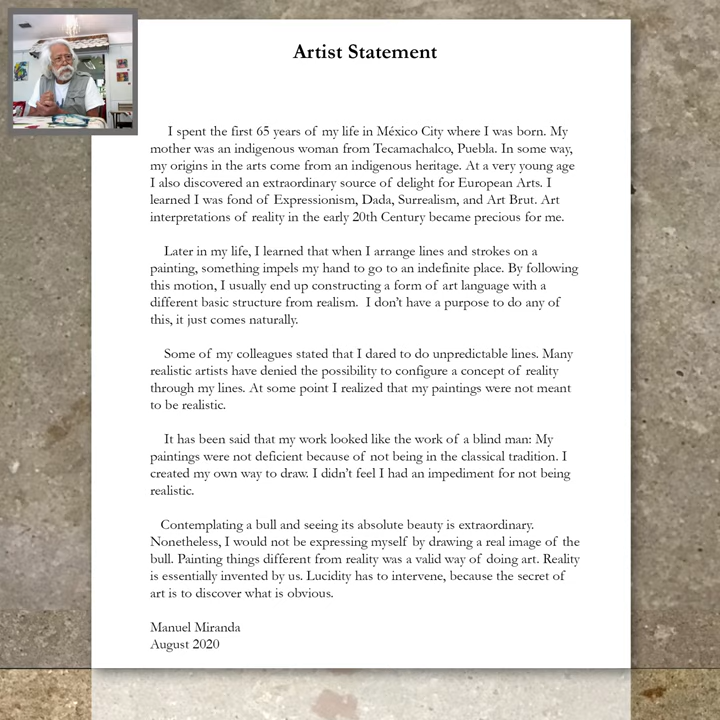 Artist Statement
I spent the first 65 years of my life in México City where I was born. My
mother was an indigenous woman from Tecamachalco, Puebla. In some way,
my origins in the arts come from an indigenous heritage. At a very young age
I also discovered an extraordinary source of delight for European Arts. I
learned I was fond of Expressionism, Dada, Surrealism, and Art Brut. Art
interpretations of reality in the early 20th Century became precious for me.
Later in my life, I learned that when I arrange lines and strokes on a
painting, something impels my hand to go to an indefinite place. By following
this motion, I usually end up constructing a form of art language with a
different basic structure from realism. I don't have a purpose to do any of
this, it just comes naturally.
Some of my colleagues stated that I dared to do unpredictable lines. Many
realistic artists have denied the possibility to configure a concept of reality
through my lines. At some point I realized that my paintings were not meant
to be realistic.
It has been said that my work looked like the work of a blind man: My
paintings were not deficient because of not being in the classical tradition. I
created my own way to draw. I didn't feel I had an impediment for not being
realistic.
Contemplating a bull and seeing its absolute beauty is extraordinary.
Nonetheless, I would not be expressing myself by drawing a real image of the
bull. Painting things different from reality was a valid way of doing art. Reality
is essentially invented by us. Lucidity has to intervene, because the secret of
art is to discover what is obvious.
Manuel Miranda
August 2020